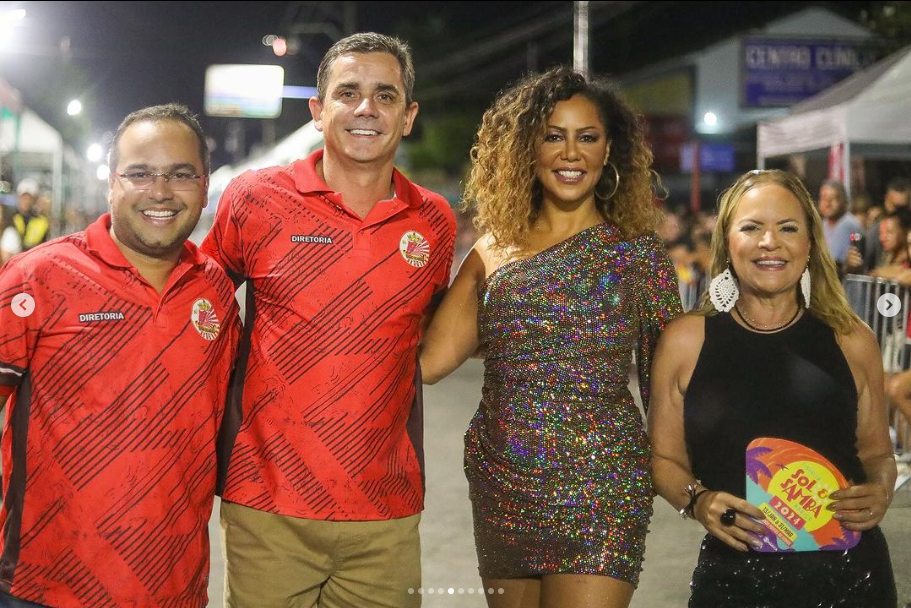 CENTRO CLÍNI
DIRETORIA
DIRETORIA
SOL &
SAMBA
2024